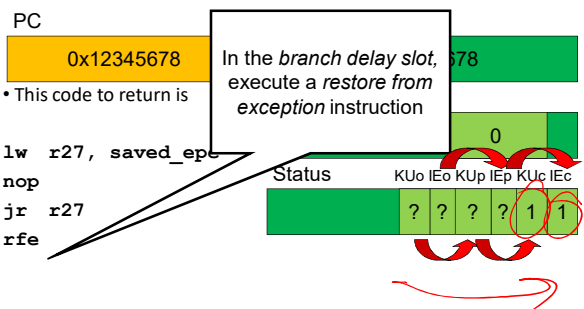 PC
0x12345678
678
In the branch delay slot,
execute a restore from
exception instruction
• This code to return is
0
lw r27, saved_epc
nop
jr r27
rfe
Status
KUo IEo KUp IEp KUc IEc
? ? ? ? 1 1